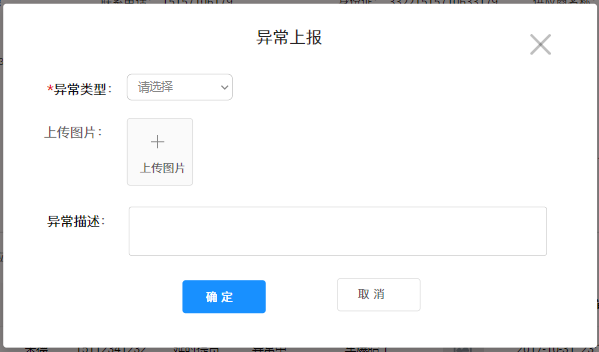 异常上报
*异常类型：
请选择
上传图片：
上传图片
异常描述：
确 定
取 消